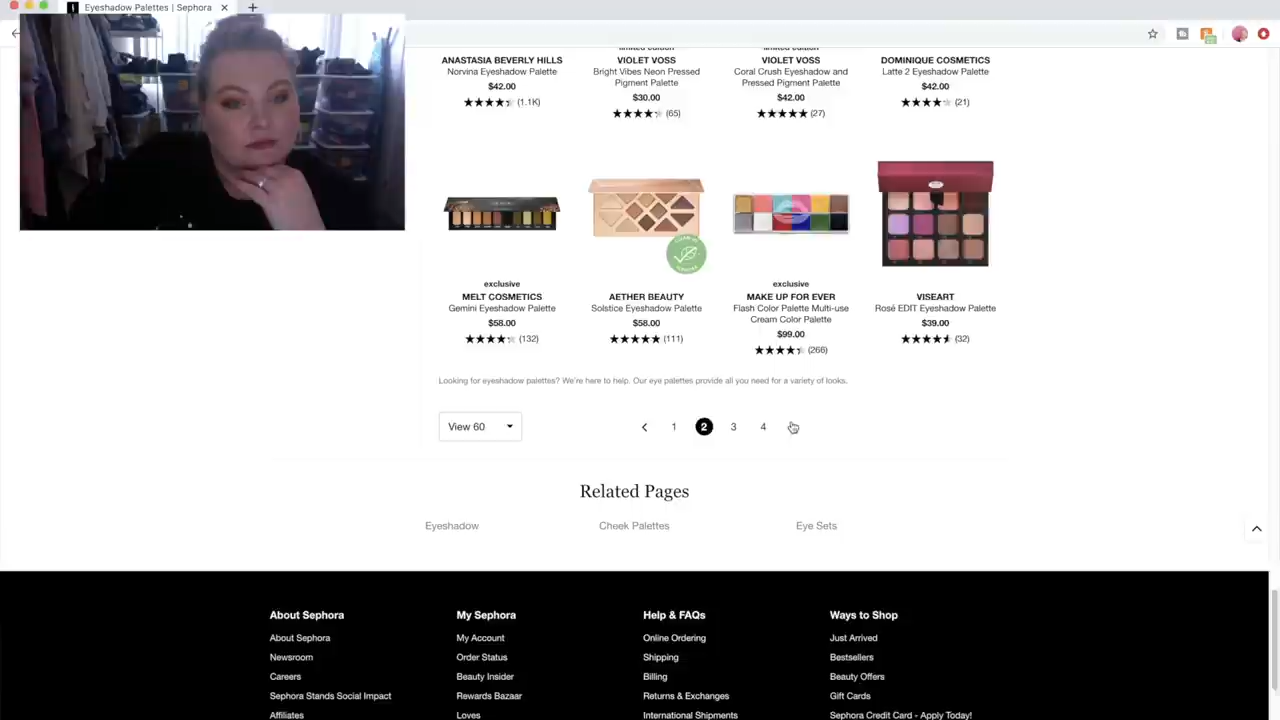 Eyeshadow Palettes | Sephora
ANASTASIA BEVERLY HILLS
Norvina Eyeshadow Palette
$42.00
(1.1K)
limited edition
VIOLET VOSS
Bright Vibes Neon Pressed
Pigment Palette
$30.00
(65)
limited edition
VIOLET VOSS
Coral Crush Eyeshadow and
Pressed Pigment Palette
$42.00
(27)
DOMINIQUE COSMETICS
Latte 2 Eyeshadow Palette
$42.00
(21)
exclusive
MELT COSMETICS
Gemini Eyeshadow Palette
$58.00
(132)
AETHER BEAUTY
Solstice Eyeshadow Palette
$58.00
(111)
exclusive
MAKE UP FOR EVER
Flash Color Palette Multi-use
Cream Color Palette
$99.00
(266)
VISEART
Rosé EDIT Eyeshadow Palette
$39.00
(32)
Looking for eyeshadow palettes? We're here to help. Our eye palettes provide all you need for a variety of looks.
View 60
1 2 3 4
Related Pages
Eyeshadow
Cheek Palettes
Eye Sets
About Sephora
About Sephora
Newsroom
Careers
Sephora Stands Social Impact
Affiliates
My Sephora
My Account
Order Status
Beauty Insider
Rewards Bazaar
Loves
Help & FAQs
Online Ordering
Shipping
Billing
Returns & Exchanges
International Shipments
Ways to Shop
Just Arrived
Bestsellers
Beauty Offers
Gift Cards
Sephora Credit Card - Apply Today!